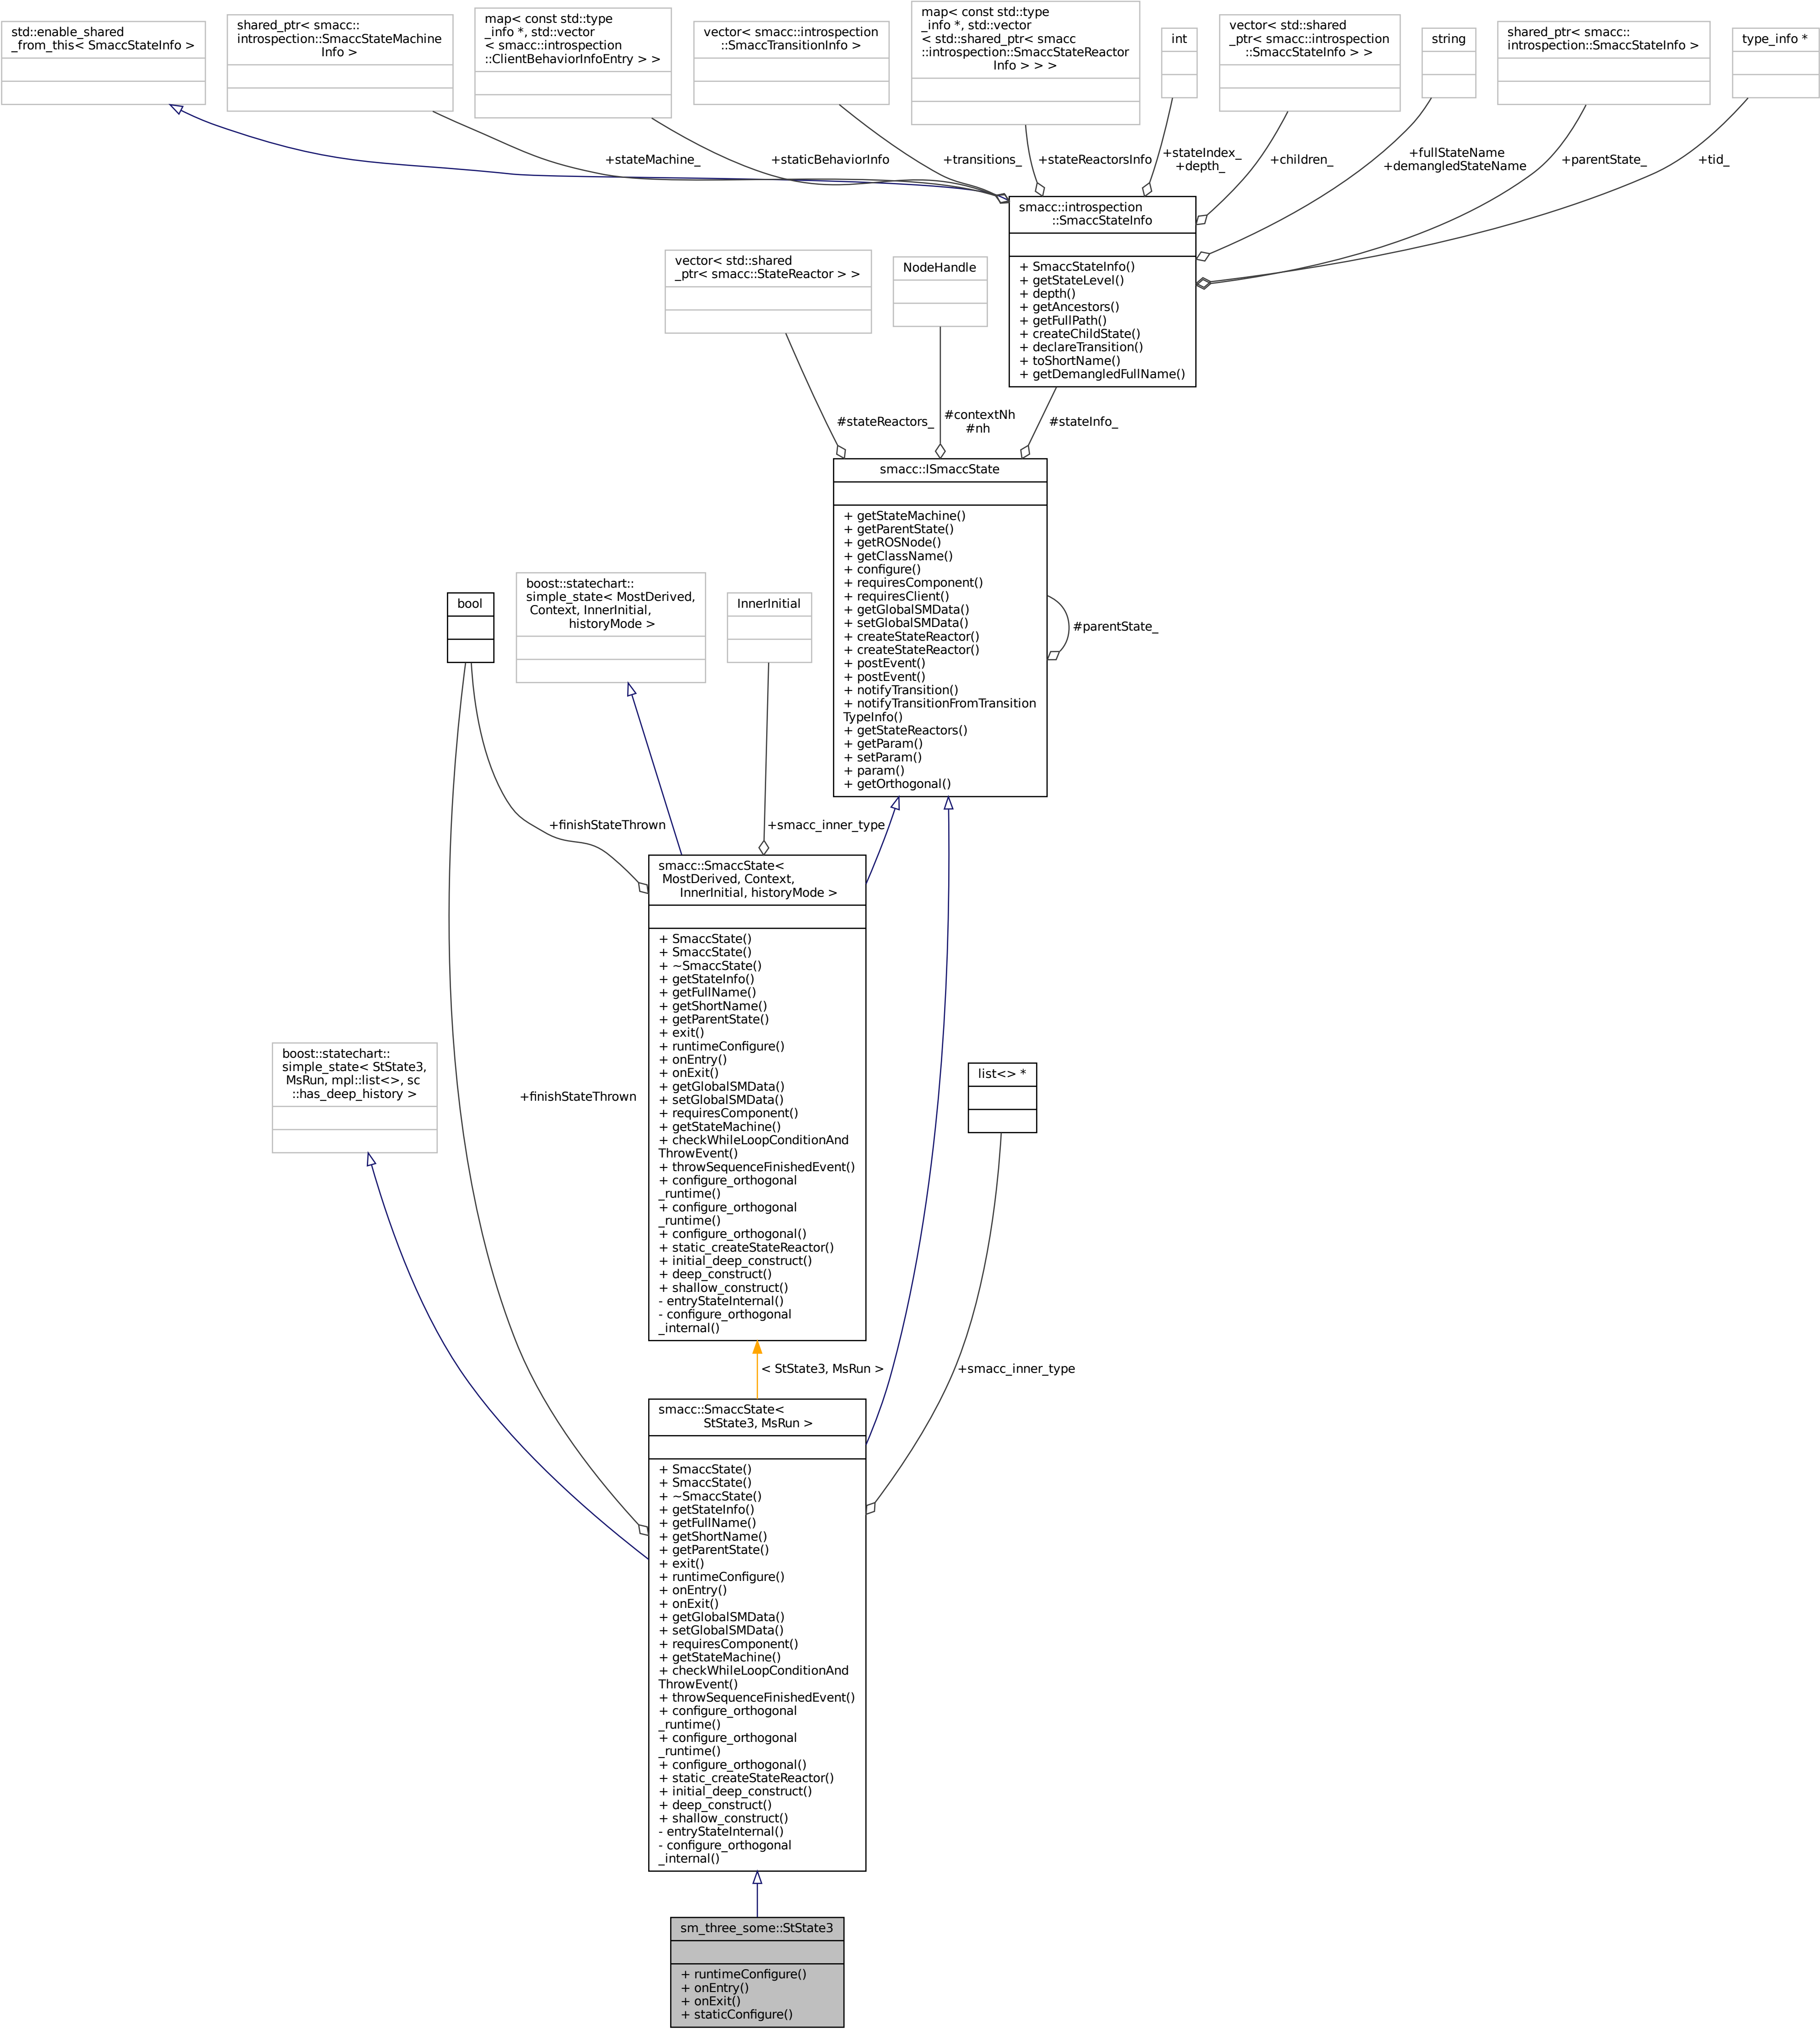 std::enable_shared
_from_this< SmaccStateInfo >
shared_ptr< smacc::
introspection::SmaccStateMachine
Info >
map< const std::type
_info *, std::vector
< smacc::introspection
::ClientBehaviorInfoEntry > >
vector< smacc::introspection
::SmaccTransitionInfo >
map< const std::type
_info *, std::vector
< std::shared_ptr< smacc
::introspection::SmaccStateReactor
Info > > >
int
vector< std::shared
_ptr< smacc::introspection
::SmaccStateInfo > >
string
shared_ptr< smacc::
introspection::SmaccStateInfo >
type_info *
+stateMachine_
+staticBehaviorInfo
+transitions_
+stateReactorsInfo
+stateIndex_
+depth_
+children_
+fullStateName
+demangledStateName
+parentState_
+tid_
smacc::introspection
::SmaccStateInfo
+ SmaccStateInfo()
+ getStateLevel()
+ depth()
+ getAncestors()
+ getFullPath()
+ createChildState()
+ declareTransition()
+ toShortName()
+ getDemangledFullName()
vector< std::shared
_ptr< smacc::StateReactor > >
NodeHandle
#stateReactors_
#contextNh
#nh
#stateInfo_
smacc::ISmaccState
+ getStateMachine()
+ getParentState()
+ getROSNode()
+ getClassName()
+ configure()
+ requiresComponent()
+ requiresClient()
+ getGlobalSMData()
+ setGlobalSMData()
+ createStateReactor()
+ createStateReactor()
+ postEvent()
+ postEvent()
+ notifyTransition()
+ notifyTransitionFromTransition
TypeInfo()
+ getStateReactors()
+ getParam()
+ setParam()
+ param()
+ getOrthogonal()
#parentState_
bool
boost::statechart::
simple_state< MostDerived,
Context, InnerInitial,
historyMode >
InnerInitial
+finishStateThrown
+smacc_inner_type
smacc::SmaccState<
MostDerived, Context,
InnerInitial, historyMode >
+ SmaccState()
+ SmaccState()
+ ~SmaccState()
+ getStateInfo()
+ getFullName()
+ getShortName()
+ getParentState()
+ exit()
+ runtimeConfigure()
+ onEntry()
+ onExit()
+ getGlobalSMData()
+ setGlobalSMData()
+ requiresComponent()
+ getStateMachine()
+ checkWhileLoopConditionAnd
ThrowEvent()
+ throwSequenceFinishedEvent()
+ configure_orthogonal
_runtime()
+ configure_orthogonal
_runtime()
+ configure_orthogonal()
+ static_createStateReactor()
+ initial_deep_construct()
+ deep_construct()
+ shallow_construct()
- entryStateInternal()
- configure_orthogonal
_internal()
boost::statechart::
simple_state< StState3,
MsRun, mpl::list<>, sc
::has_deep_history >
+finishStateThrown
list<> *
< StState3, MsRun >
+smacc_inner_type
smacc::SmaccState<
StState3, MsRun >
+ SmaccState()
+ SmaccState()
+ ~SmaccState()
+ getStateInfo()
+ getFullName()
+ getShortName()
+ getParentState()
+ exit()
+ runtimeConfigure()
+ onEntry()
+ onExit()
+ getGlobalSMData()
+ setGlobalSMData()
+ requiresComponent()
+ getStateMachine()
+ checkWhileLoopConditionAnd
ThrowEvent()
+ throwSequenceFinishedEvent()
+ configure_orthogonal
_runtime()
+ configure_orthogonal
_runtime()
+ configure_orthogonal()
+ static_createStateReactor()
+ initial_deep_construct()
+ deep_construct()
+ shallow_construct()
- entryStateInternal()
- configure_orthogonal
_internal()
sm_three_some::StState3
+ runtimeConfigure()
+ onEntry()
+ onExit()
+ staticConfigure()